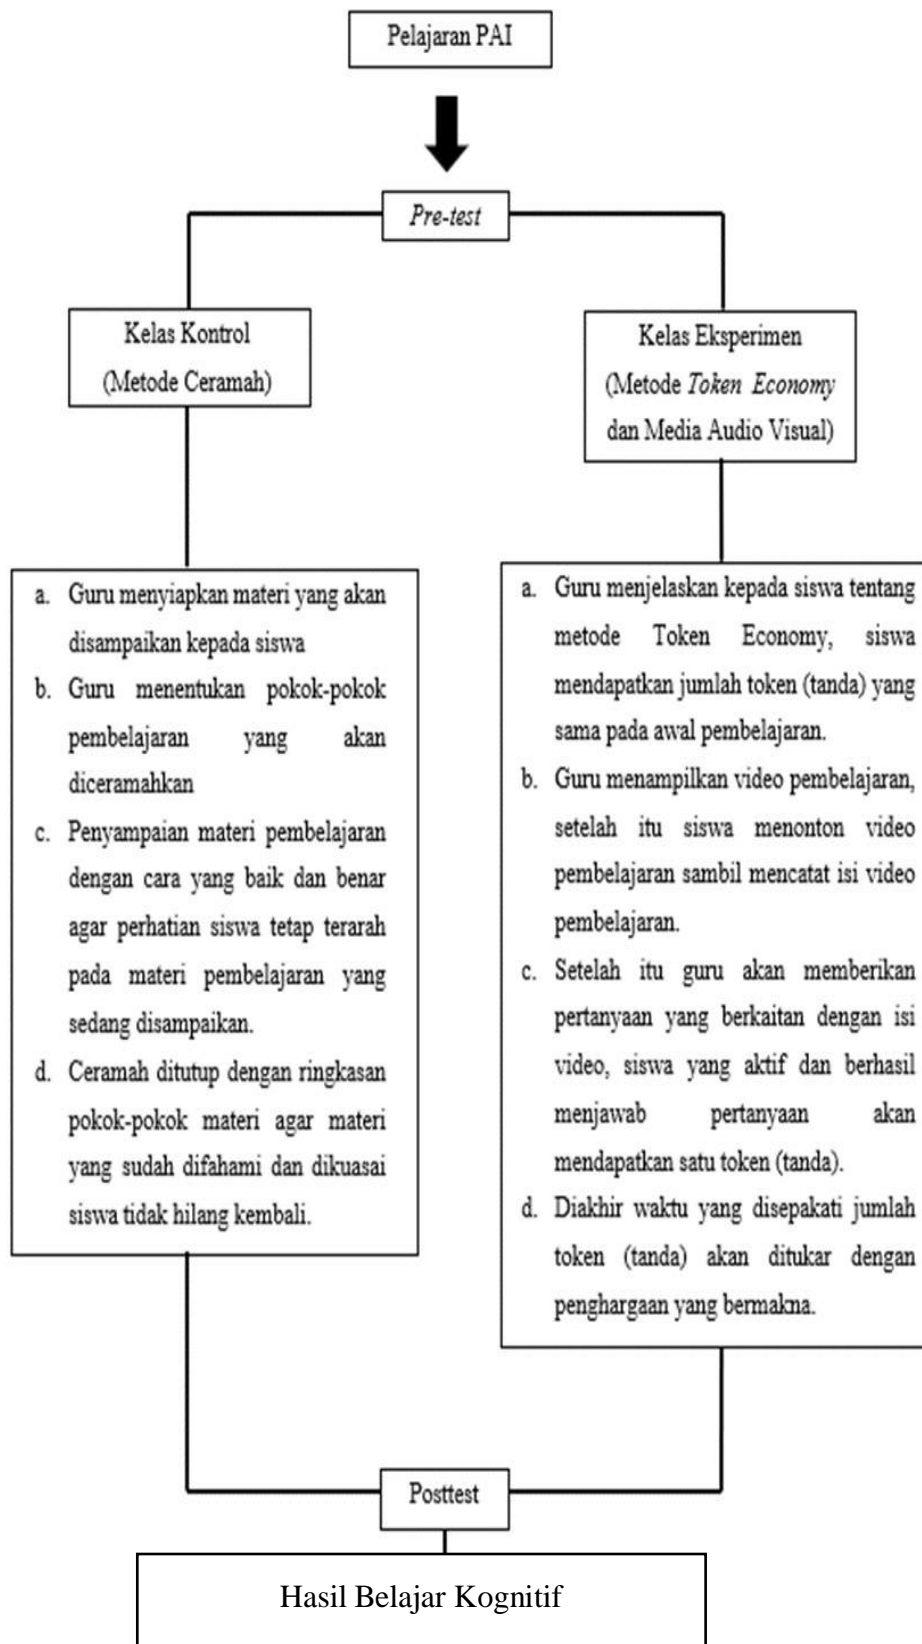 Pelajaran PAI
Pre-test
Kelas Kontrol
(Metode Ceramah)
Kelas Eksperimen
(Metode Token Economy
dan Media Audio Visual)
a. Guru menyiapkan materi yang akan
disampaikan kepada siswa
b. Guru menentukan pokok-pokok
pembelajaran yang akan
diceramahkan
c. Penyampaian materi pembelajaran
dengan cara yang baik dan benar
agar perhatian siswa tetap terarah
pada materi pembelajaran yang
sedang disampaikan.
d. Ceramah ditutup dengan ringkasan
pokok-pokok materi agar materi
yang sudah difahami dan dikuasai
siswa tidak hilang kembali.
a. Guru menjelaskan kepada siswa tentang
metode Token Economy, siswa
mendapatkan jumlah token (tanda) yang
sama pada awal pembelajaran.
b. Guru menampilkan video pembelajaran,
setelah itu siswa menonton video
pembelajaran sambil mencatat isi video
pembelajaran.
c. Setelah itu guru akan memberikan
pertanyaan yang berkaitan dengan isi
video, siswa yang aktif dan berhasil
menjawab pertanyaan akan
mendapatkan satu token (tanda).
d. Diakhir waktu yang disepakati jumlah
token (tanda) akan ditukar dengan
penghargaan yang bermakna.
Posttest
Hasil Belajar Kognitif